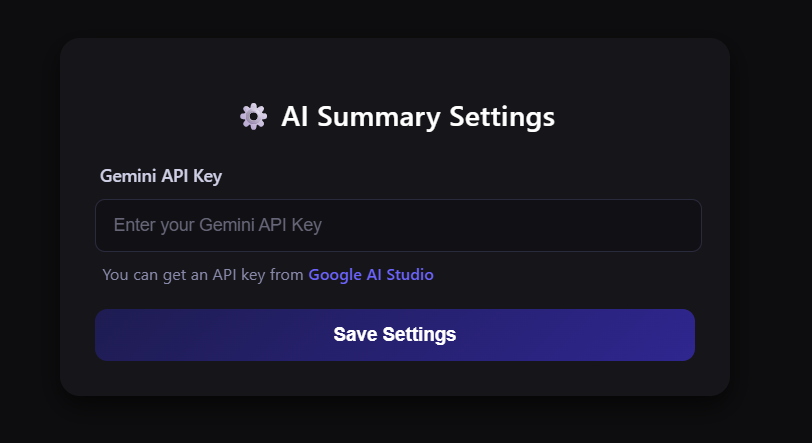 AI Summary Settings
Gemini API Key
Enter your Gemini API Key
You can get an API key from Google AI Studio
Save Settings